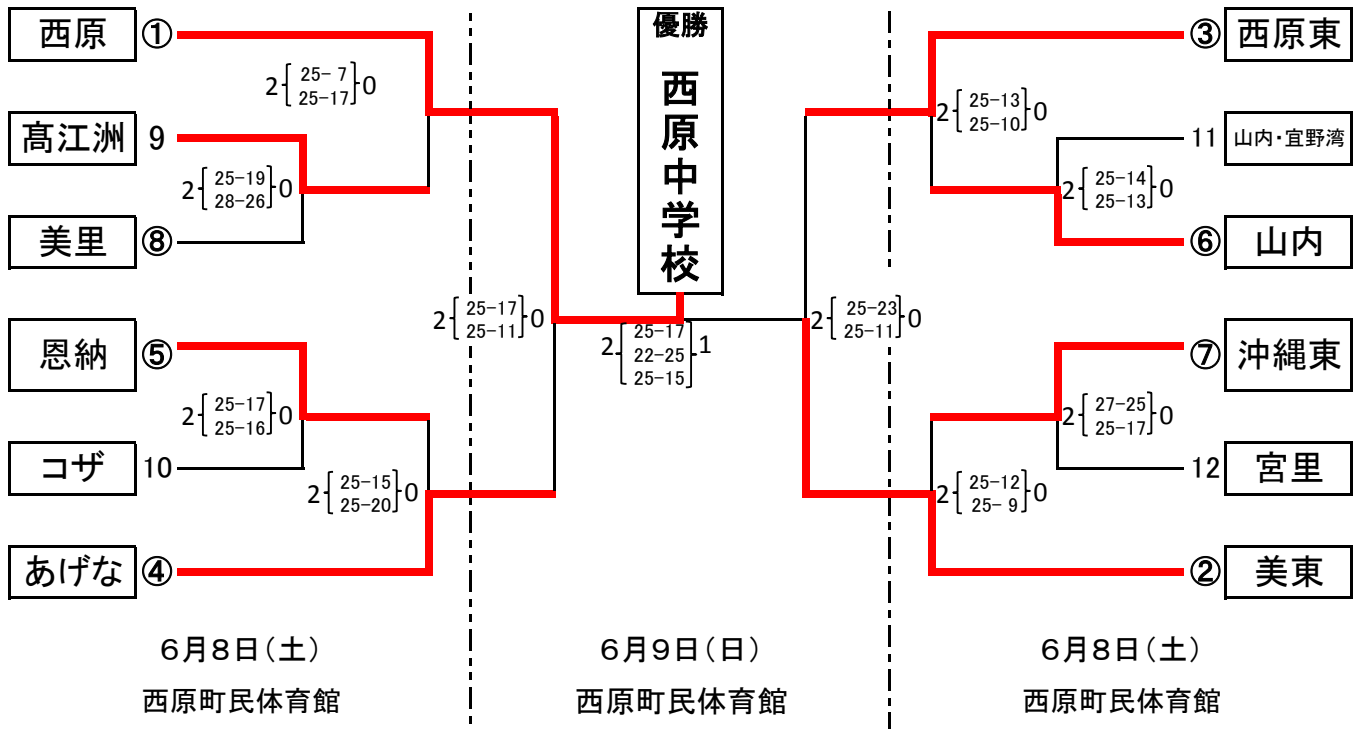 優勝
西原中学校
西原 ①
2 25- 7 0
25-17
髙江洲 9
2 25-19 0
28-26
美里 ⑧
2 25-17 0
25-11
恩納 ⑤
2 25-17 0
25-16
コザ 10
2 25-15 0
25-20
あげな ④
2 25-17 1
22-25
25-15
③ 西原東
2 25-13 0
25-10
11 山内・宜野湾
2 25-14 0
25-13
⑥ 山内
2 25-23 0
25-11
⑦ 沖縄東
2 27-25 0
25-17
12 宮里
2 25-12 0
25- 9
② 美東
6月8日(土)
西原町民体育館
6月9日(日)
西原町民体育館
6月8日(土)
西原町民体育館